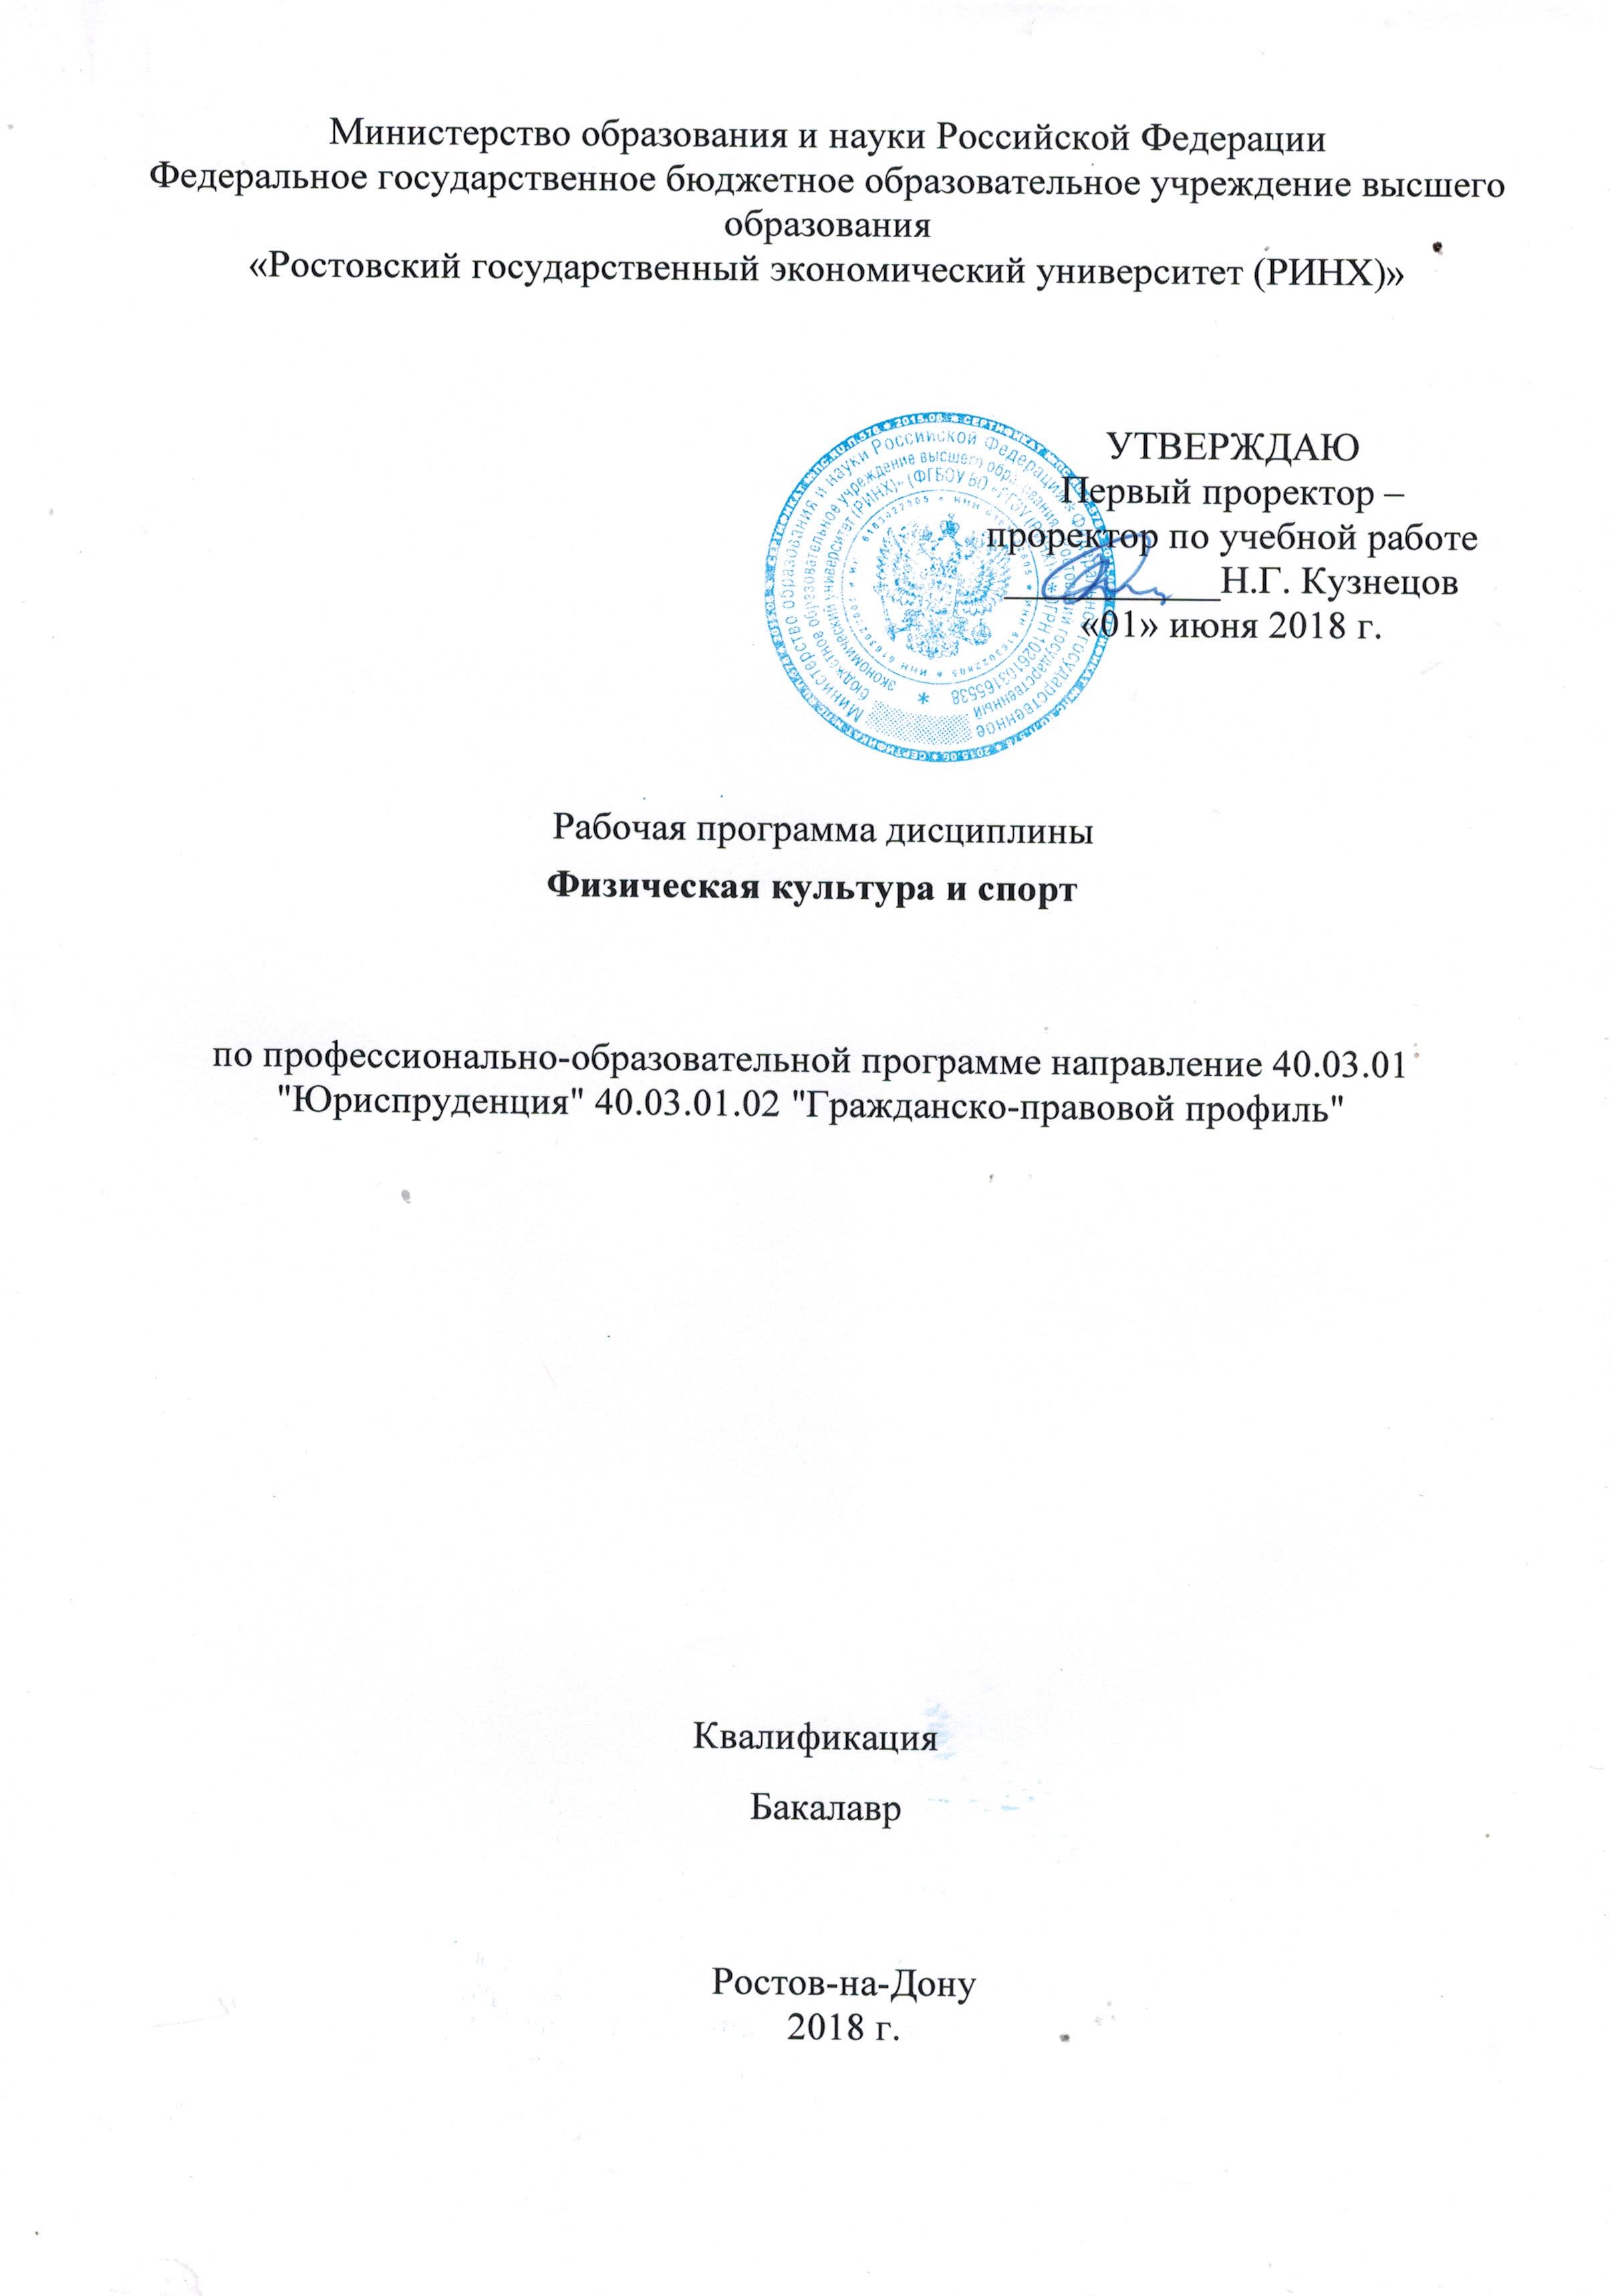 Министерство образования и науки Российской Федерации
Федеральное государственное бюджетное образовательное учреждение высшего
образования
«Ростовский государственный экономический университет (РИНХ)»
УТВЕРЖДАЮ
Первый проректор –
проректор по учебной работе
Н.Г. Кузнецов
«01» июня 2018 г.
Рабочая программа дисциплины
Физическая культура и спорт
по профессионально-образовательной программе направление 40.03.01
"Юриспруденция" 40.03.01.02 "Гражданско-правовой профиль"
Квалификация
Бакалавр
Ростов-на-Дону
2018 г.